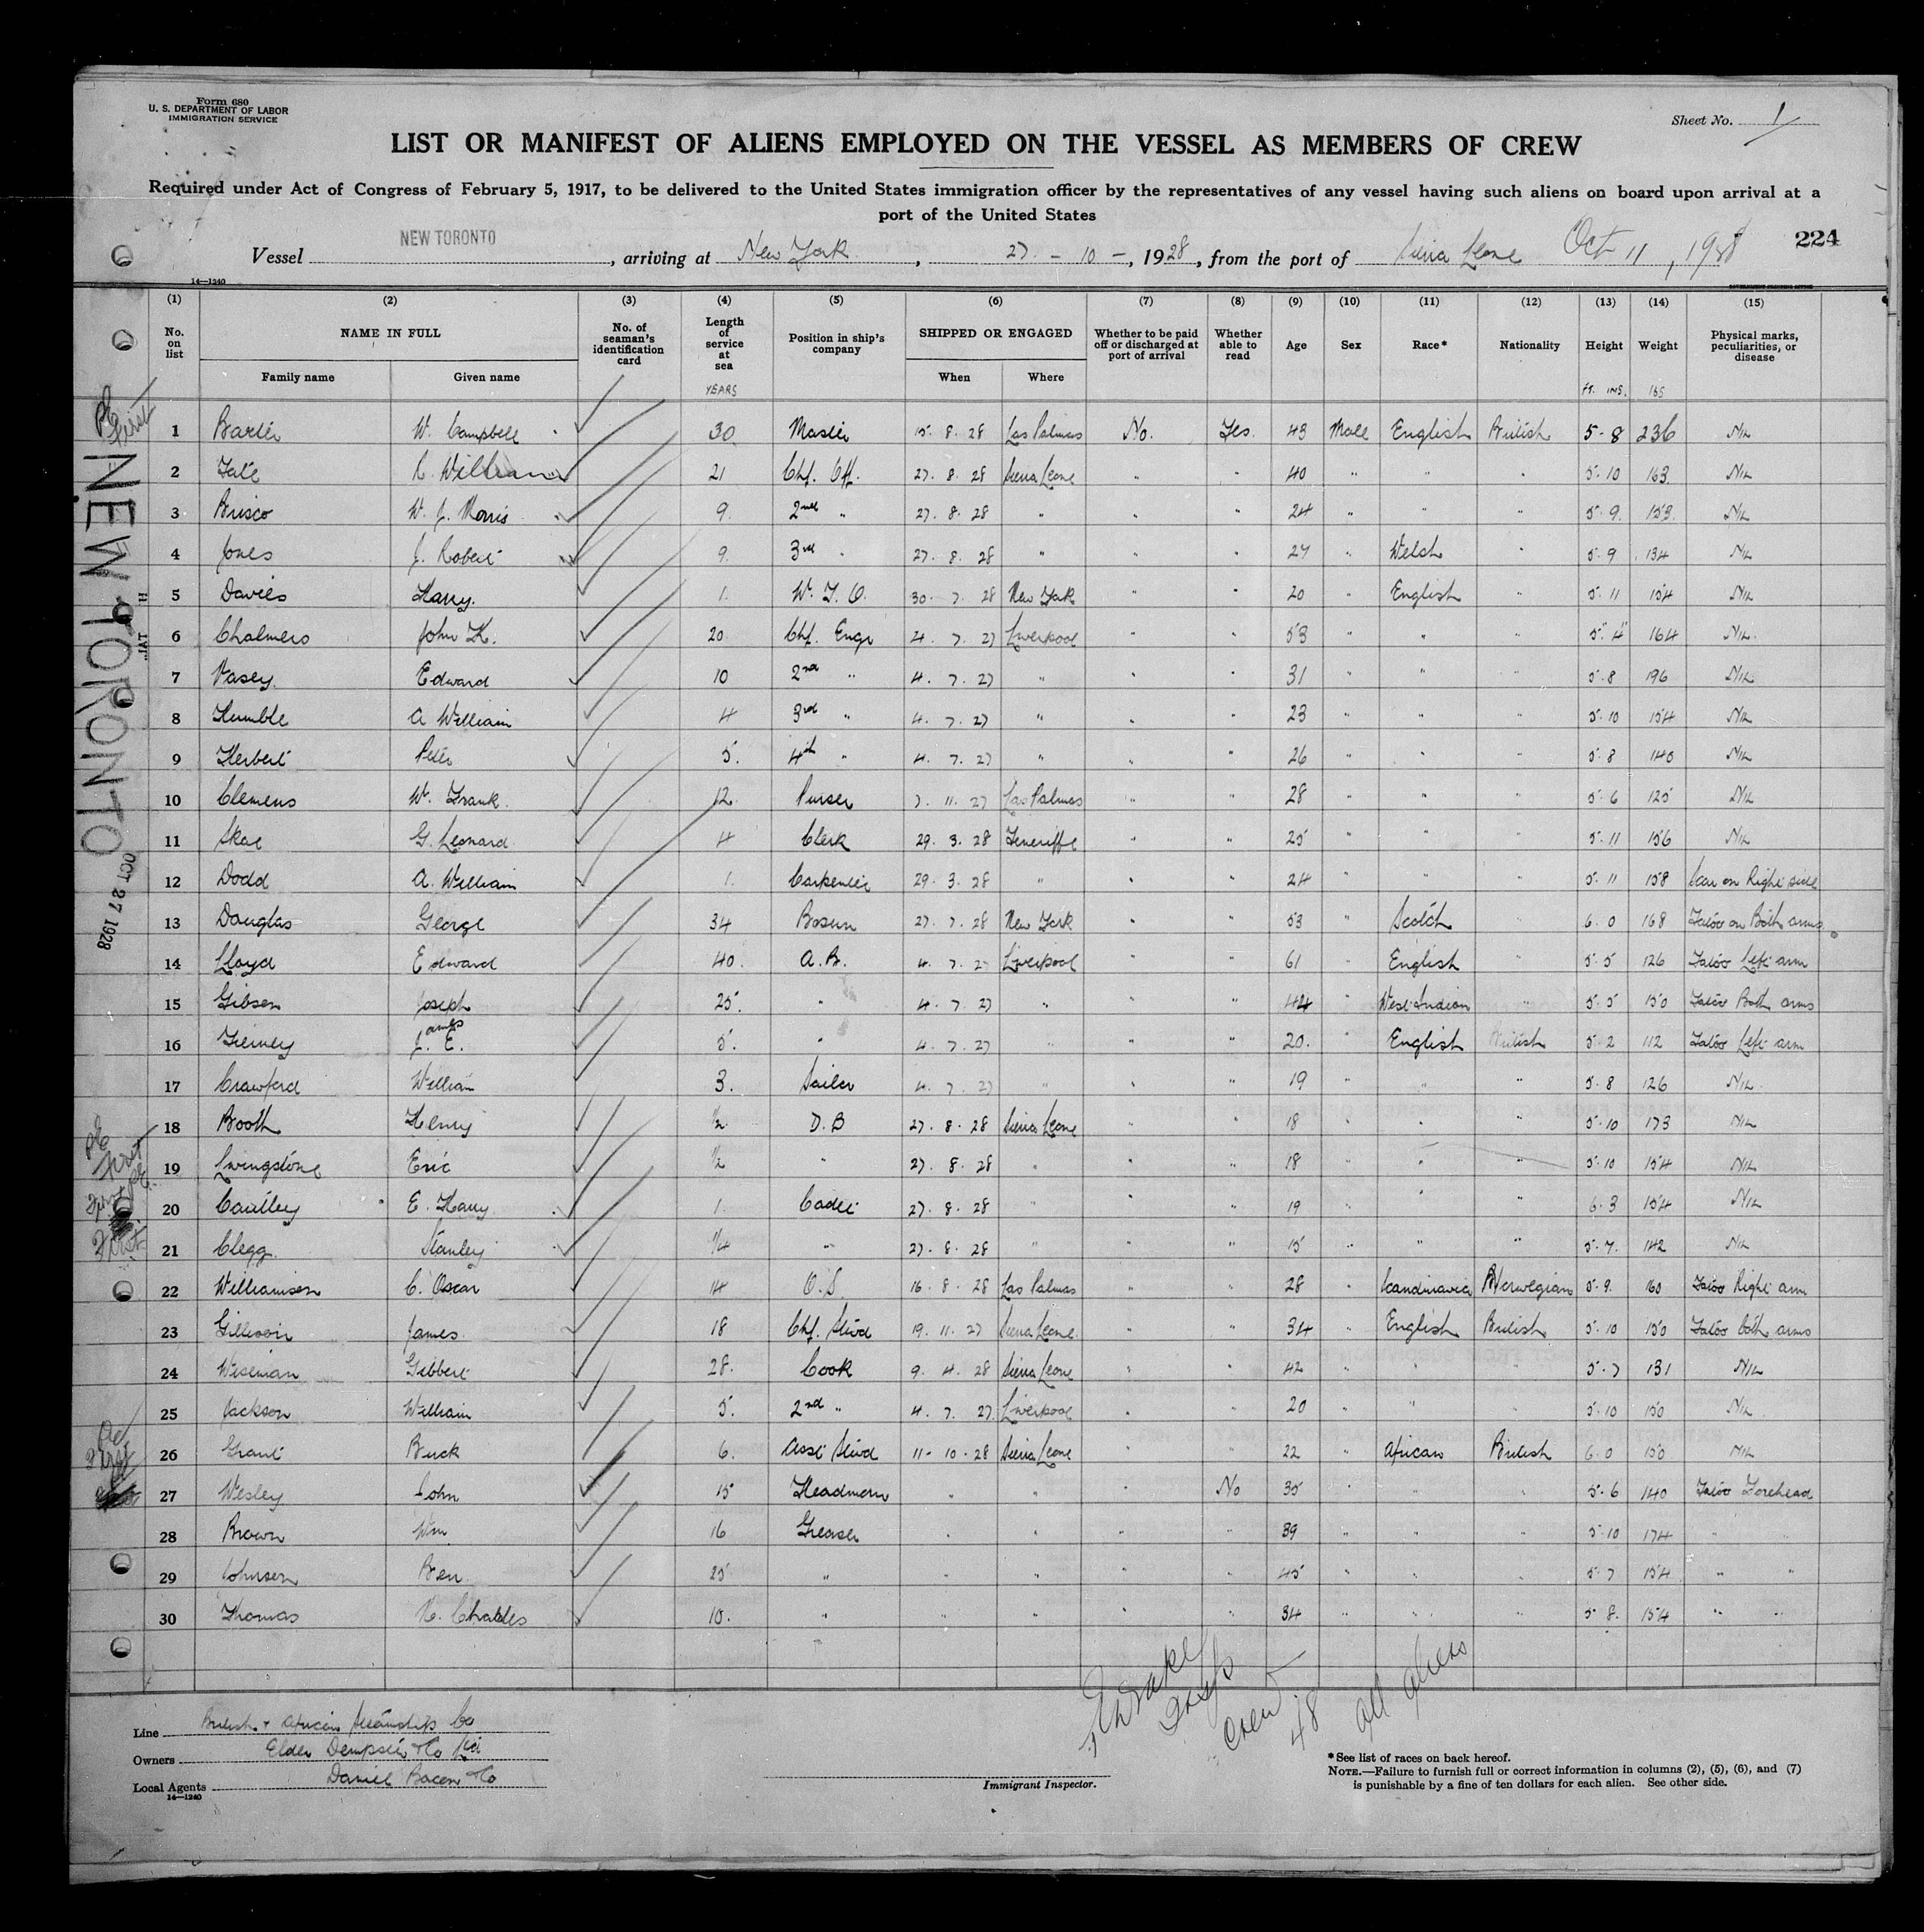 Form 680
U. S. DEPARTMENT OF LABOR
IMMIGRATION SERVICE
Sheet No. 1
LIST OR MANIFEST OF ALIENS EMPLOYED ON THE VESSEL AS MEMBERS OF CREW
Required under Act of Congress of February 5, 1917, to be delivered to the United States immigration officer by the representatives of any vessel having such aliens on board upon arrival at a
port of the United States
Vessel NEW TORONTO, arriving at New York, 27 - 10 -, 1928, from the port of Sierra Leone Oct 11, 1928 224
14—1240
(1) (2) (3) (4) (5) (6) (7) (8) (9) (10) (11) (12) (13) (14) (15)
No. on list NAME IN FULL Family name Given name No. of seaman's identification card Length of service at sea YEARS Position in ship's company SHIPPED OR ENGAGED When Where Whether to be paid off or discharged at port of arrival Whether able to read Age Sex Race* Nationality Height Ft. Ins. Weight lbs Physical marks, peculiarities, or disease
1 W. Campbell 30 Master 15. 8. 28 Las Palmas No. Yes. 43 Male English British 5-8 236 Nil
2 Tate William 21 Chf. Off. 27. 8. 28 Sierra Leone " " 40 " " " 5. 10 163 Nil
3 Brisco W. J. Morris 9. 2nd " 27. 8. 28 " " " 24 " " " 5. 9. 153. Nil
4 Jones J. Robert 9. 3rd " 27. 8. 28 " " " 27 " Welsh " 5. 9 134 Nil
5 Davies Harry. 1. W. T. O. 30. 7. 28 New York " " 20 " English " 5. 11 154 Nil
6 Chalmers John K. 20. Chf. Engr 4. 7. 27 Liverpool " " 53 " " " 5. 4 164 Nil.
7 Vasey. Edward 10 2nd " 4. 7. 27 " " " 31 " " " 5. 8 196 Nil
8 Humble A William 4 3rd " 4. 7. 27 " " " 23 " " " 5. 10 154 Nil
9 Herbert Peter 5. 4th " 4. 7. 27 " " " 26 " " " 5. 8 140 Nil
10 Clemens W. Frank. 12. Purser 7. 11. 27 Las Palmas " " 28 " " " 5. 6 125 Nil
11 Skae G. Leonard 4 Clerk 29. 3. 28 Teneriffe " " 25 " " " 5. 11 156 Nil
12 Dodd A. William 1. Carpenter 29. 3. 28 " " " 24 " " " 5. 11 158 Scar on Right side
13 Douglas George 34 Bosun 27. 7. 28 New York " " 53 " Scotch " 6. 0 168 Tatoo on Both arms
14 Lloyd Edward 40. A. B. 4. 7. 27 Liverpool " " 61 " English " 5. 5 126 Tatoo Left arm
15 Gibson Joseph 25. " 4. 7. 27 " " " 44 " West Indian " 5. 5 150 Tatoo Both arms
16 Tierney James E. 5. " 4. 7. 27 " " " 20. " English British 5. 2 112 Tatoo Left arm
17 Crawford William 3. Sailor 4. 7. 27 " " " 19 " " " 5. 8 126 Nil.
18 Booth Henry 1/2 D. B 27. 8. 28 Sierra Leone " " 18 " " " 5. 10 173 Nil
19 Livingstone Eric 1/2 " 27. 8. 28 " " " 18 " " " 5. 10 154 Nil
20 Caulley E. Harry. 1. Cadet 27. 8. 28 " " " 19 " " " 6. 3 154 Nil
21 Clegg. Stanley 1/4 " 27. 8. 28 " " " 15 " " " 5. 7. 142 Nil
22 Williamsen C. Oscar 14 O. S. 16. 8. 28 Las Palmas " " 28 " Scandinavia Norwegian 5. 9. 160 Tatoo Right arm
23 James. 18 Chf. Stwd 19. 11. 27 Sierra Leone " " 34 " English British 5. 10 150 Tatoo both arms
24 Wiseman Gilbert 28. Cook 9. 4. 28 Sierra Leone " " 42 " " " 5. 7 131 Nil
25 Jackson William 5. 2nd " 4. 7. 27. Liverpool " " 20 " " " 5. 10 150 Nil
26 Grant Buck 6. Asst Stwd 11- 10 - 28 Sierra Leone " " 22 " African British 6. 0 150 Nil
27 Wesley John 15 Headman " " " No 35 " " " 5. 6 140 Tatoo Forehead
28 Brown Wm 16 Greaser " " " " 39 " " " 5. 10 174 " "
29 Johnsen Ben 25 " " " " " 45 " " " 5. 7 154 " "
30 Thomas Charles 10. " " " " " 34 " " " 5 8. 154 " "
NEW TORONTO
OCT 27 1928
Crew 48 all aliens
Line British & African Steamship Co
Owners Elder Dempster & Co Ltd
Local Agents Daniel Bacon & Co
14—1240
Immigrant Inspector.
*See list of races on back hereof.
NOTE.—Failure to furnish full or correct information in columns (2), (5), (6), and (7)
is punishable by a fine of ten dollars for each alien. See other side.